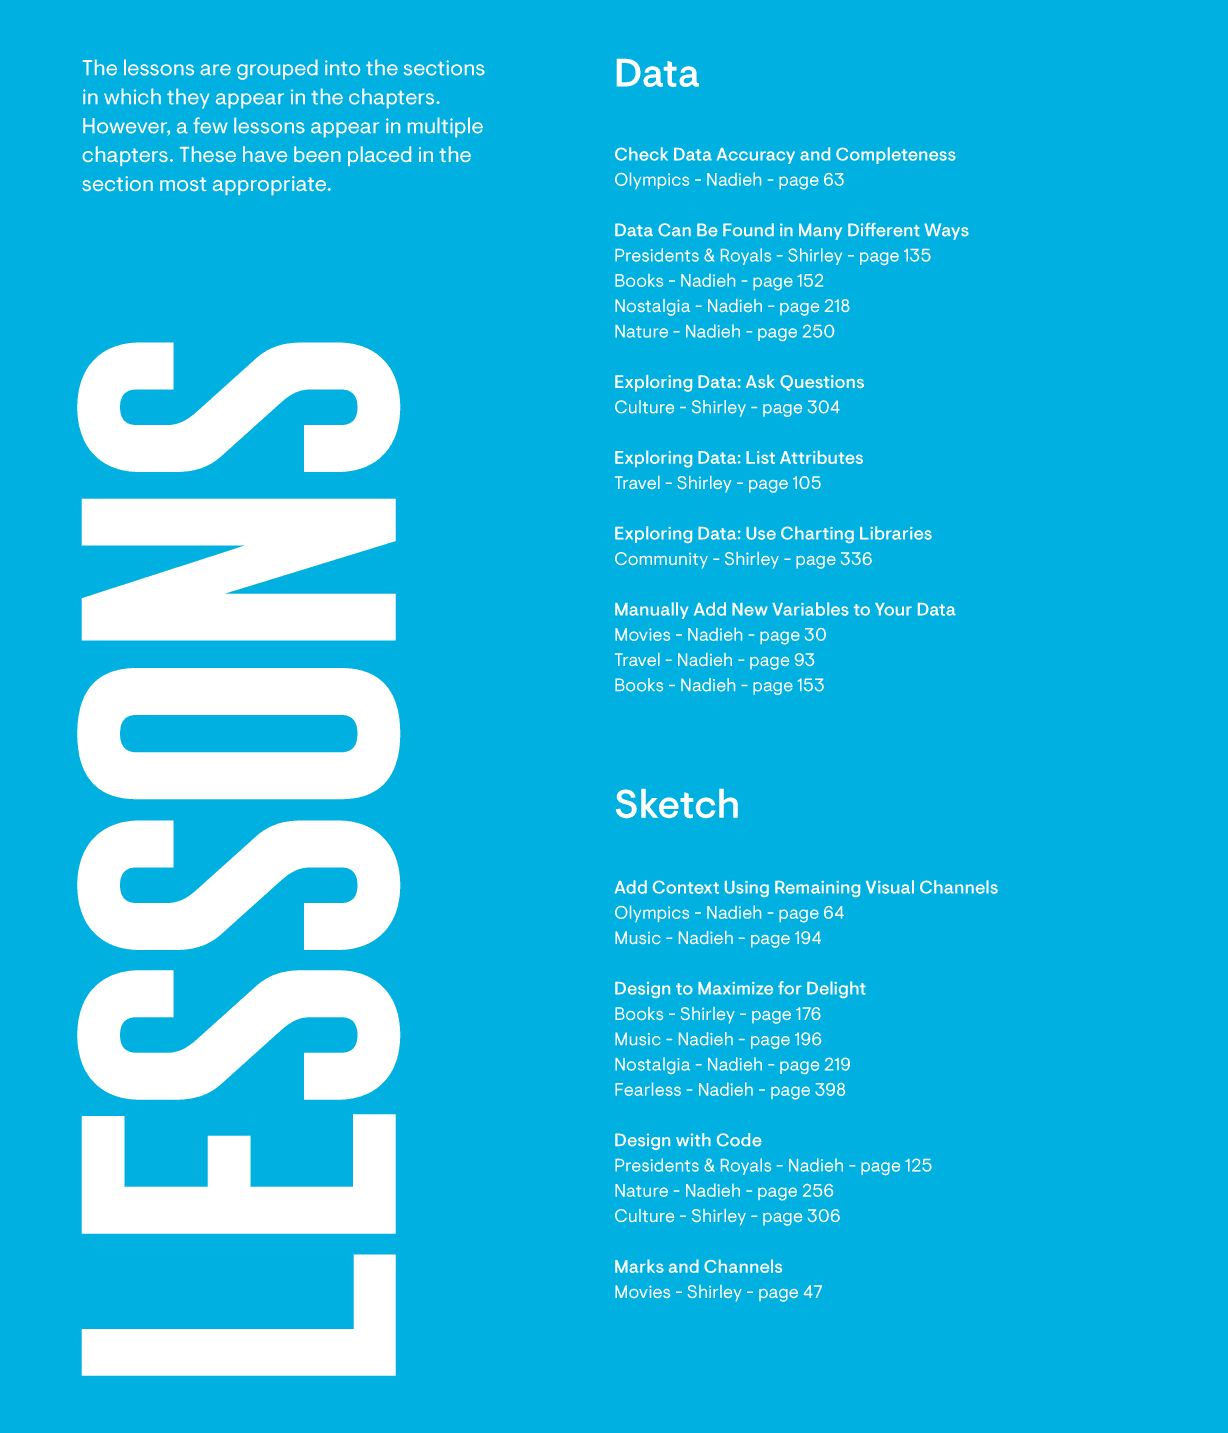 The lessons are grouped into the sections
in which they appear in the chapters.
However, a few lessons appear in multiple
chapters. These have been placed in the
section most appropriate.
LESSONS
Data
Check Data Accuracy and Completeness
Olympics - Nadieh - page 63
Data Can Be Found in Many Different Ways
Presidents & Royals - Shirley - page 135
Books - Nadieh - page 152
Nostalgia - Nadieh - page 218
Nature - Nadieh - page 250
Exploring Data: Ask Questions
Culture - Shirley - page 304
Exploring Data: List Attributes
Travel - Shirley - page 105
Exploring Data: Use Charting Libraries
Community - Shirley - page 336
Manually Add New Variables to Your Data
Movies - Nadieh - page 30
Travel - Nadieh - page 93
Books - Nadieh - page 153
Sketch
Add Context Using Remaining Visual Channels
Olympics - Nadieh - page 64
Music - Nadieh - page 194
Design to Maximize for Delight
Books - Shirley - page 176
Music - Nadieh - page 196
Nostalgia - Nadieh - page 219
Fearless - Nadieh - page 398
Design with Code
Presidents & Royals - Nadieh - page 125
Nature - Nadieh - page 256
Culture - Shirley - page 306
Marks and Channels
Movies - Shirley - page 47